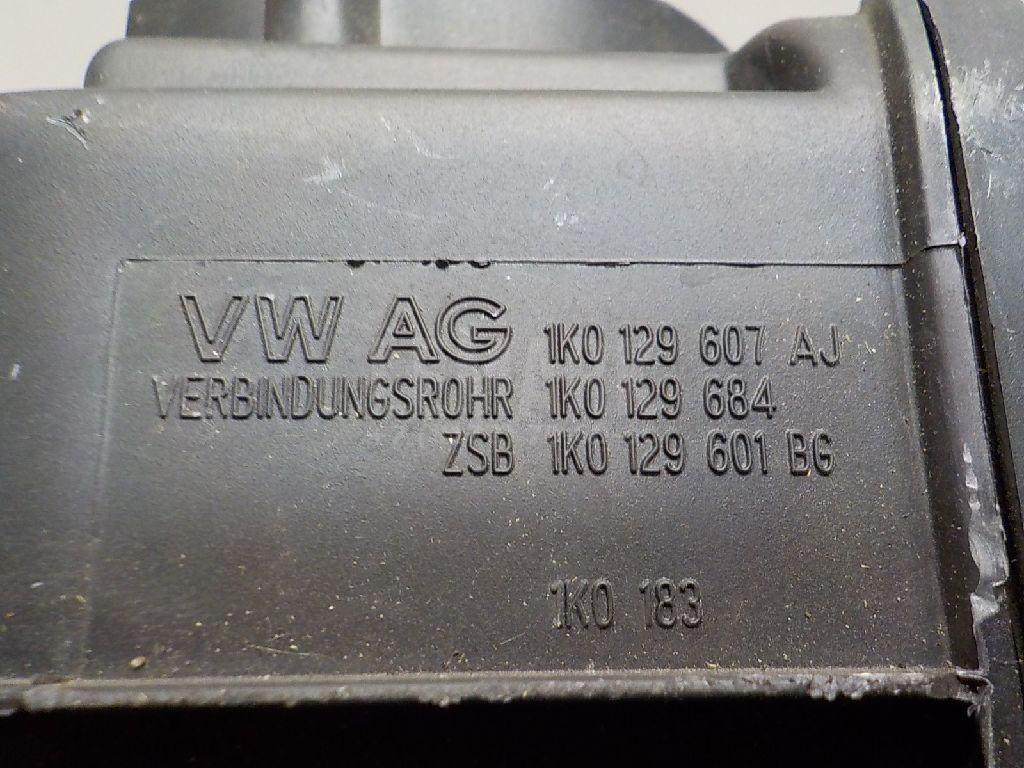 VW AG 1K0 129 607 AJ
VERBINDUNGSROHR 1K0 129 684
ZSB 1K0 129 601 BG
1K0 183